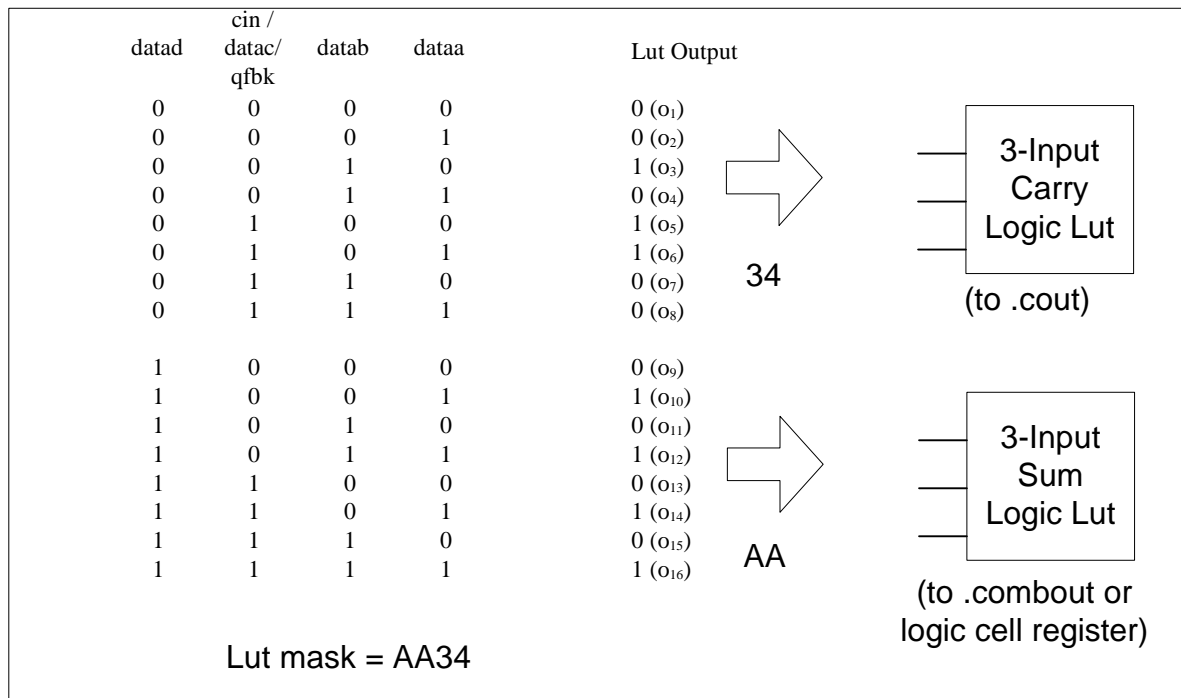 cin /
datad datac/ datab dataa Lut Output
qfbk
0 0 0 0 0 (o₁)
0 0 0 1 0 (o₂)
0 0 1 0 1 (o₃)
0 0 1 1 0 (o₄)
0 1 0 0 1 (o₅)
0 1 0 1 1 (o₆)
0 1 1 0 0 (o₇)
0 1 1 1 0 (o₈)
34
3-Input
Carry
Logic Lut
(to .cout)
1 0 0 0 0 (o₉)
1 0 0 1 1 (o₁₀)
1 0 1 0 0 (o₁₁)
1 0 1 1 1 (o₁₂)
1 1 0 0 0 (o₁₃)
1 1 0 1 1 (o₁₄)
1 1 1 0 0 (o₁₅)
1 1 1 1 1 (o₁₆)
AA
3-Input
Sum
Logic Lut
(to .combout or
logic cell register)
Lut mask = AA34